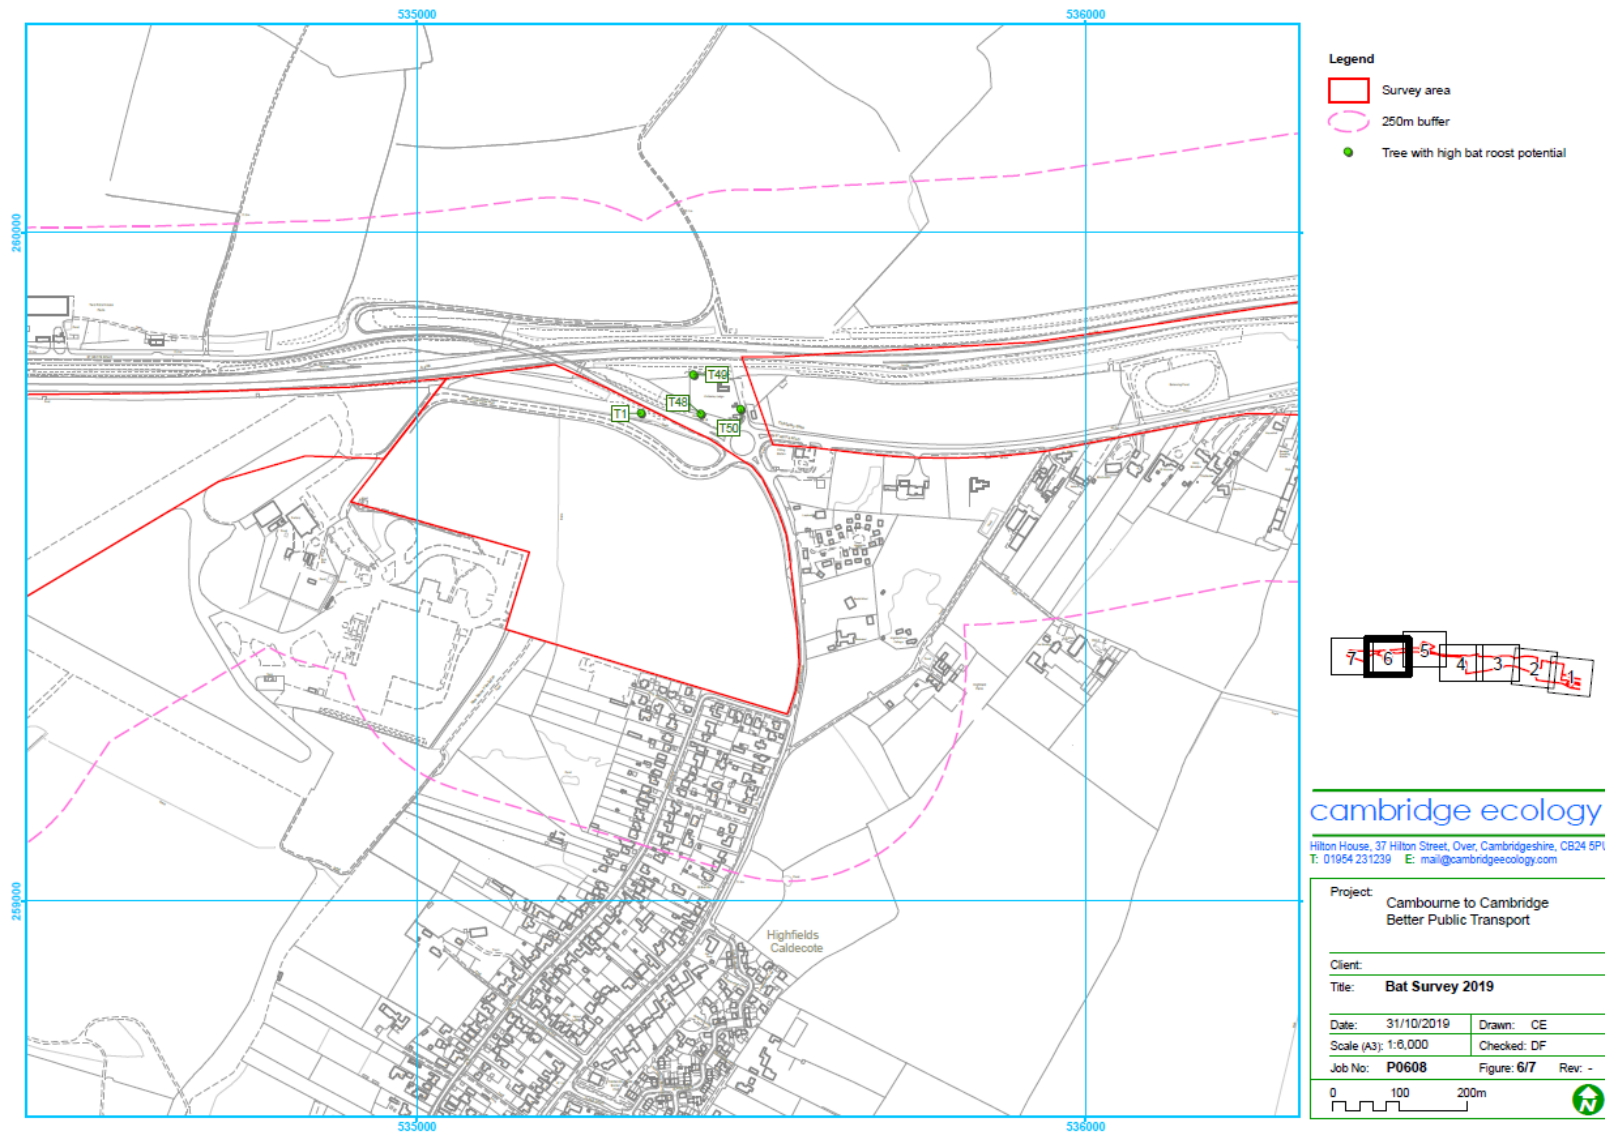 535000
536000
260000
259000
T49
T48
T1
T50
Highfields
Caldecote
535000
536000
Legend
Survey area
250m buffer
Tree with high bat roost potential
7
6
5
4
3
2
1
cambridge ecology
Hilton House, 37 Hilton Street, Over, Cambridgeshire, CB24 5PU
T: 01954 231239 E: mail@cambridgeecology.com
Project:
Cambourne to Cambridge
Better Public Transport
Client:
Title: Bat Survey 2019
Date: 31/10/2019 Drawn: CE
Scale (A3): 1:6,000 Checked: DF
Job No: P0608 Figure: 6/7 Rev: -
0 100 200m
N